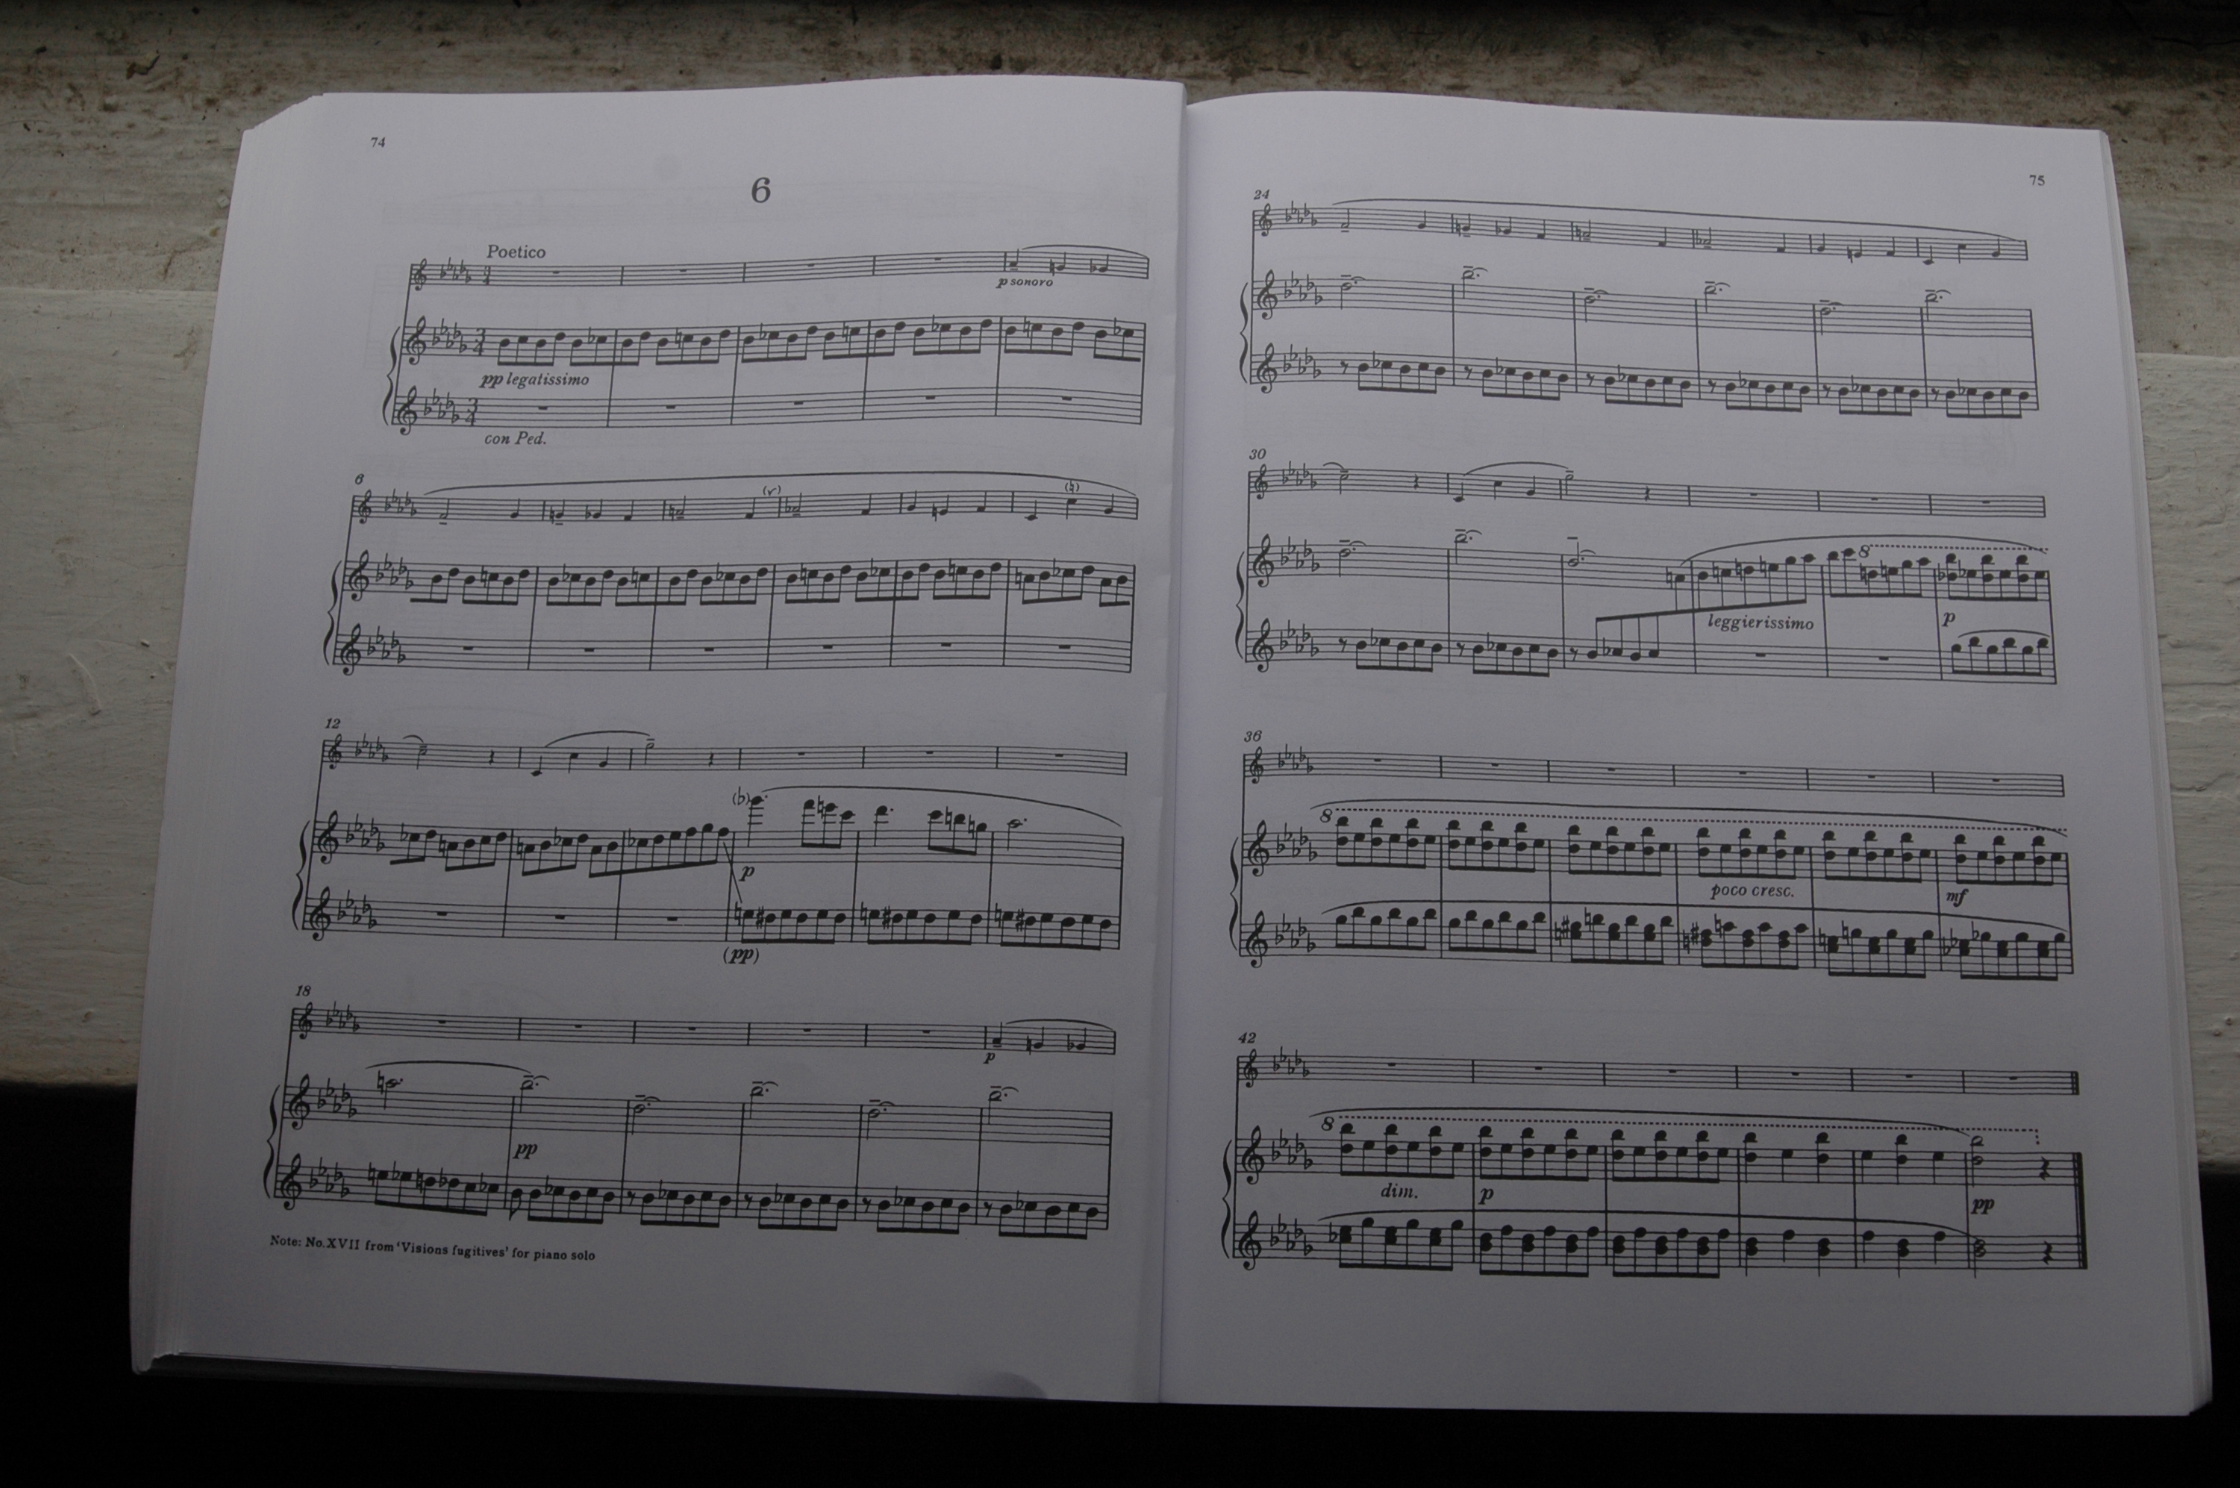 74
6
Poetico
p sonoro
pp legatissimo
con Ped.
6
12
p
(pp)
18
p
pp
Note: No.XVII from 'Visions fugitives' for piano solo
75
24
30
8
leggierissimo
p
36
8
poco cresc.
mf
42
8
dim.
p
pp